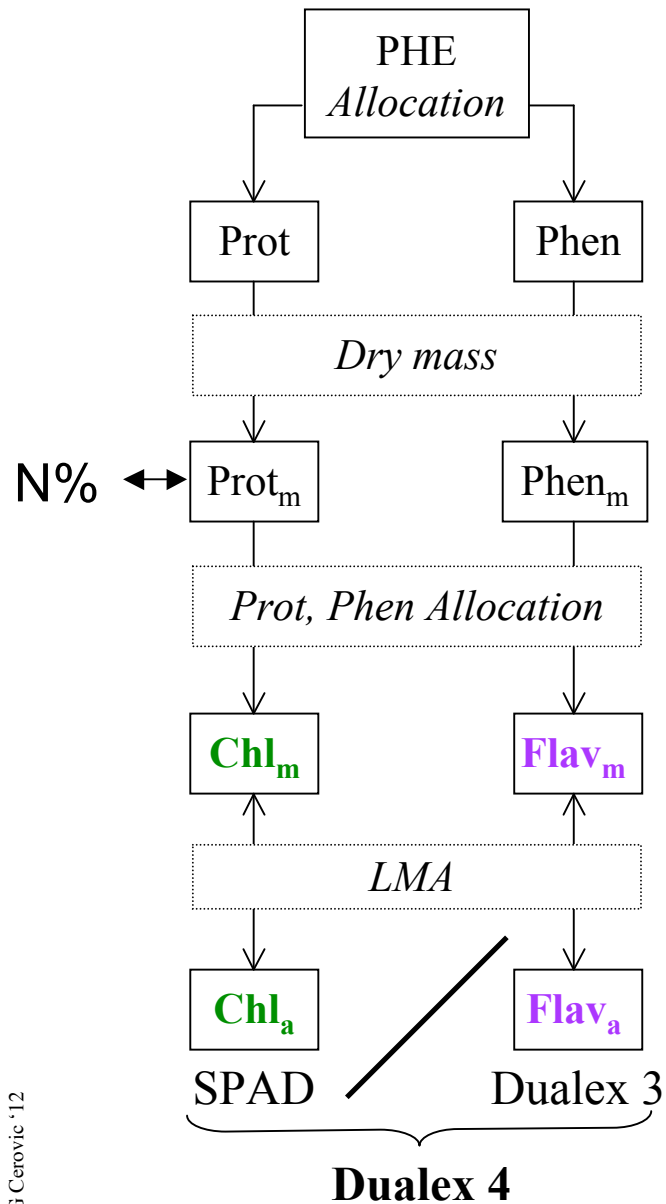 PHE
Allocation
Prot Phen
Dry mass
N% Protₘ Phenₘ
Prot, Phen Allocation
Chlₘ Flavₘ
LMA
Chlₐ Flavₐ
SPAD Dualex 3
Dualex 4
G Cerovic ‘12